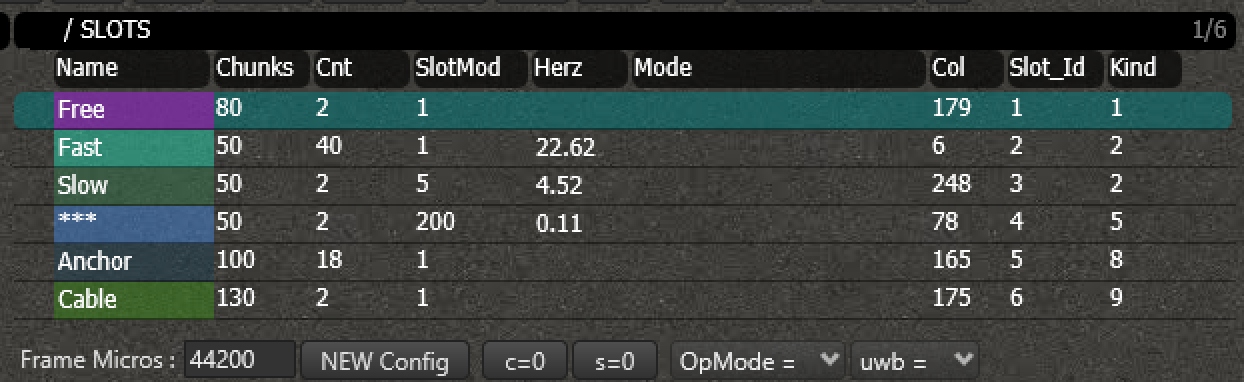 / SLOTS 1/6
Name Chunks Cnt SlotMod Herz Mode Col Slot_Id Kind
Free 80 2 1 179 1 1
Fast 50 40 1 22.62 6 2 2
Slow 50 2 5 4.52 248 3 2
*** 50 2 200 0.11 78 4 5
Anchor 100 18 1 165 5 8
Cable 130 2 1 175 6 9
Frame Micros : 44200 NEW Config c=0 s=0 OpMode = uwb =